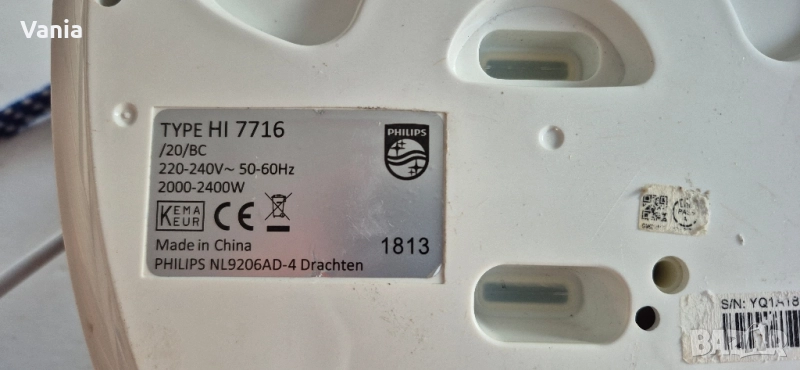 Vania
TYPE HI 7716
/20/BC
220-240V~ 50-60Hz
2000-2400W
KEMA
KEUR
CE
Made in China
1813
PHILIPS NL9206AD-4 Drachten
PHILIPS
S/N: YQ1A18
BAZAR